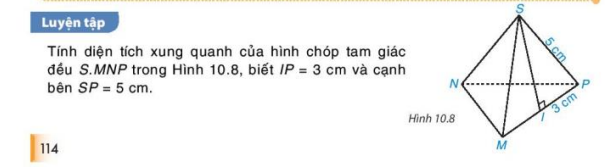 Luyện tập
Tính diện tích xung quanh của hình chóp tam giác
đều S.MNP trong Hình 10.8, biết IP = 3 cm và cạnh
bên SP = 5 cm.
S
5 cm
N
P
3 cm
I
M
Hình 10.8
114